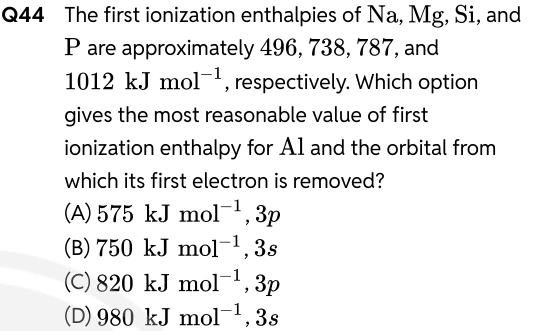 Q44 The first ionization enthalpies of Na, Mg, Si, and
P are approximately 496, 738, 787, and
1012 kJ mol⁻¹, respectively. Which option
gives the most reasonable value of first
ionization enthalpy for Al and the orbital from
which its first electron is removed?
(A) 575 kJ mol⁻¹, 3p
(B) 750 kJ mol⁻¹, 3s
(C) 820 kJ mol⁻¹, 3p
(D) 980 kJ mol⁻¹, 3s